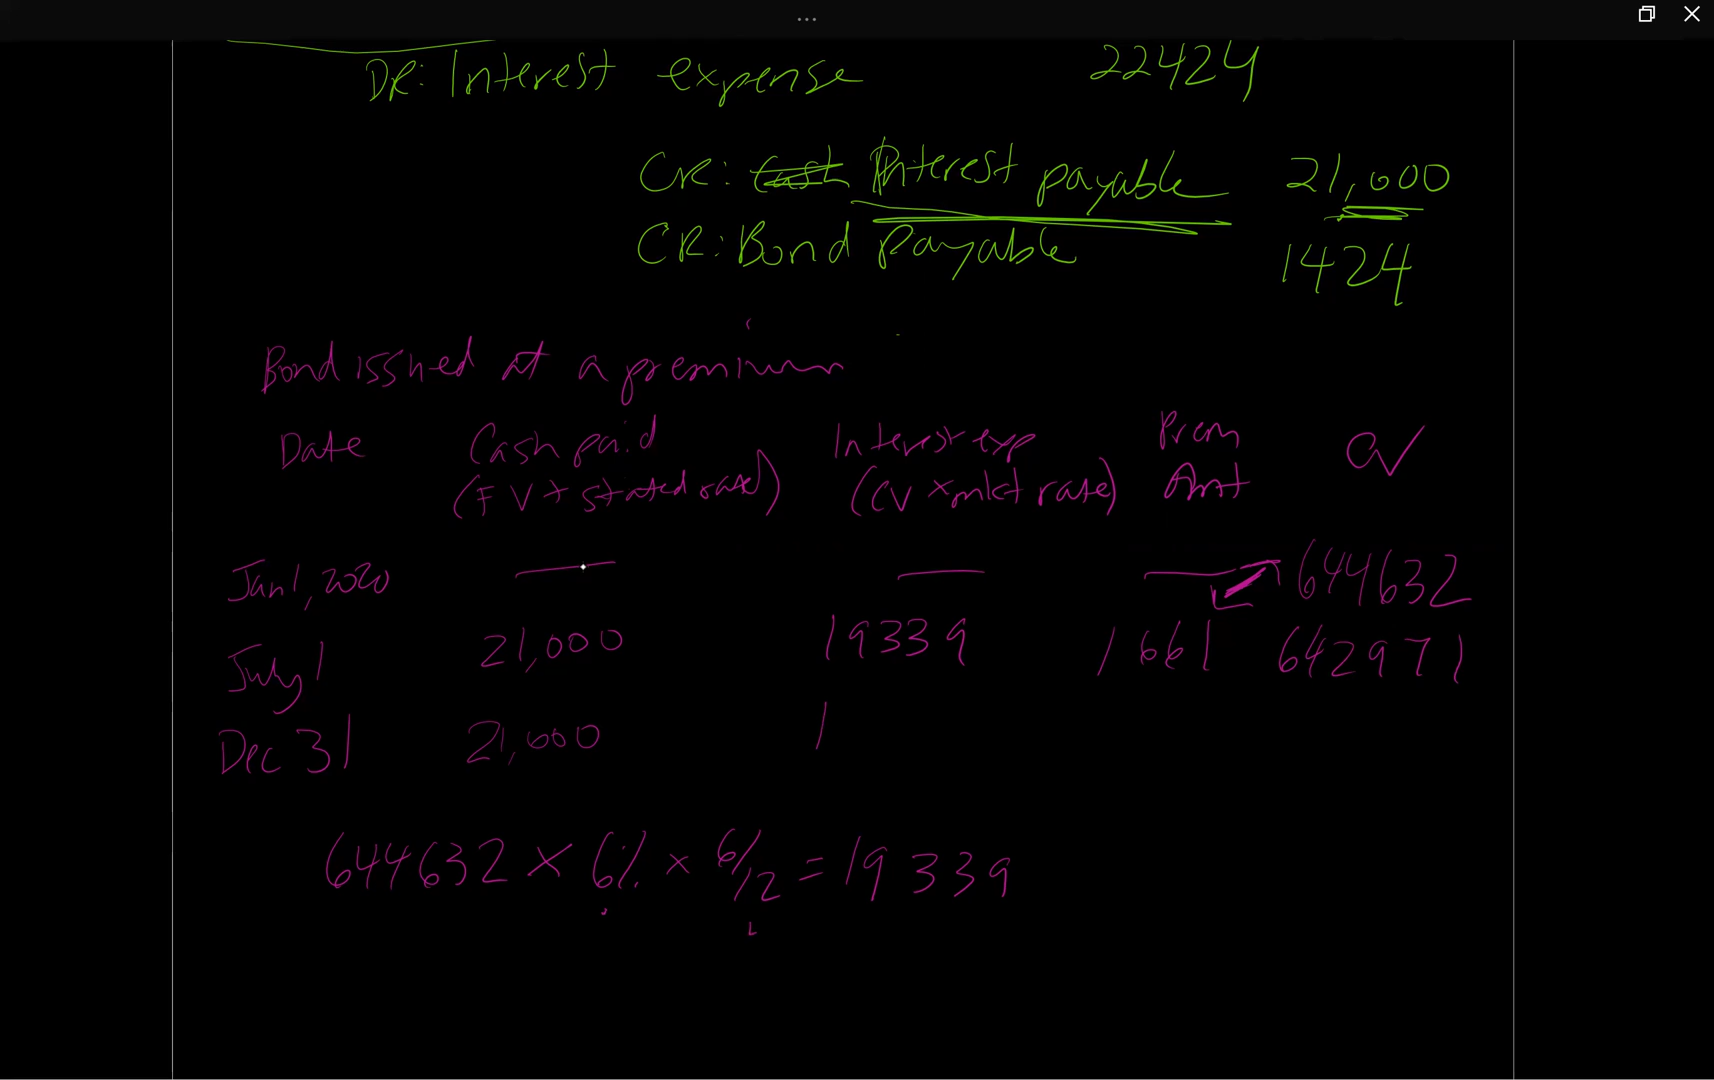 DR: Interest expense 22424
CR: Interest payable 21,000
CR: Bond payable 1424
Bond issued at a premium
Date Cash paid Interest exp Prem CV
(FV x stated rate) (CV x mkt rate) Amt
Jan 1, 2020 644632
July 1 21,000 19339 1661 642971
Dec 31 21,000 1
644632 x 6% x 6/12 = 19339